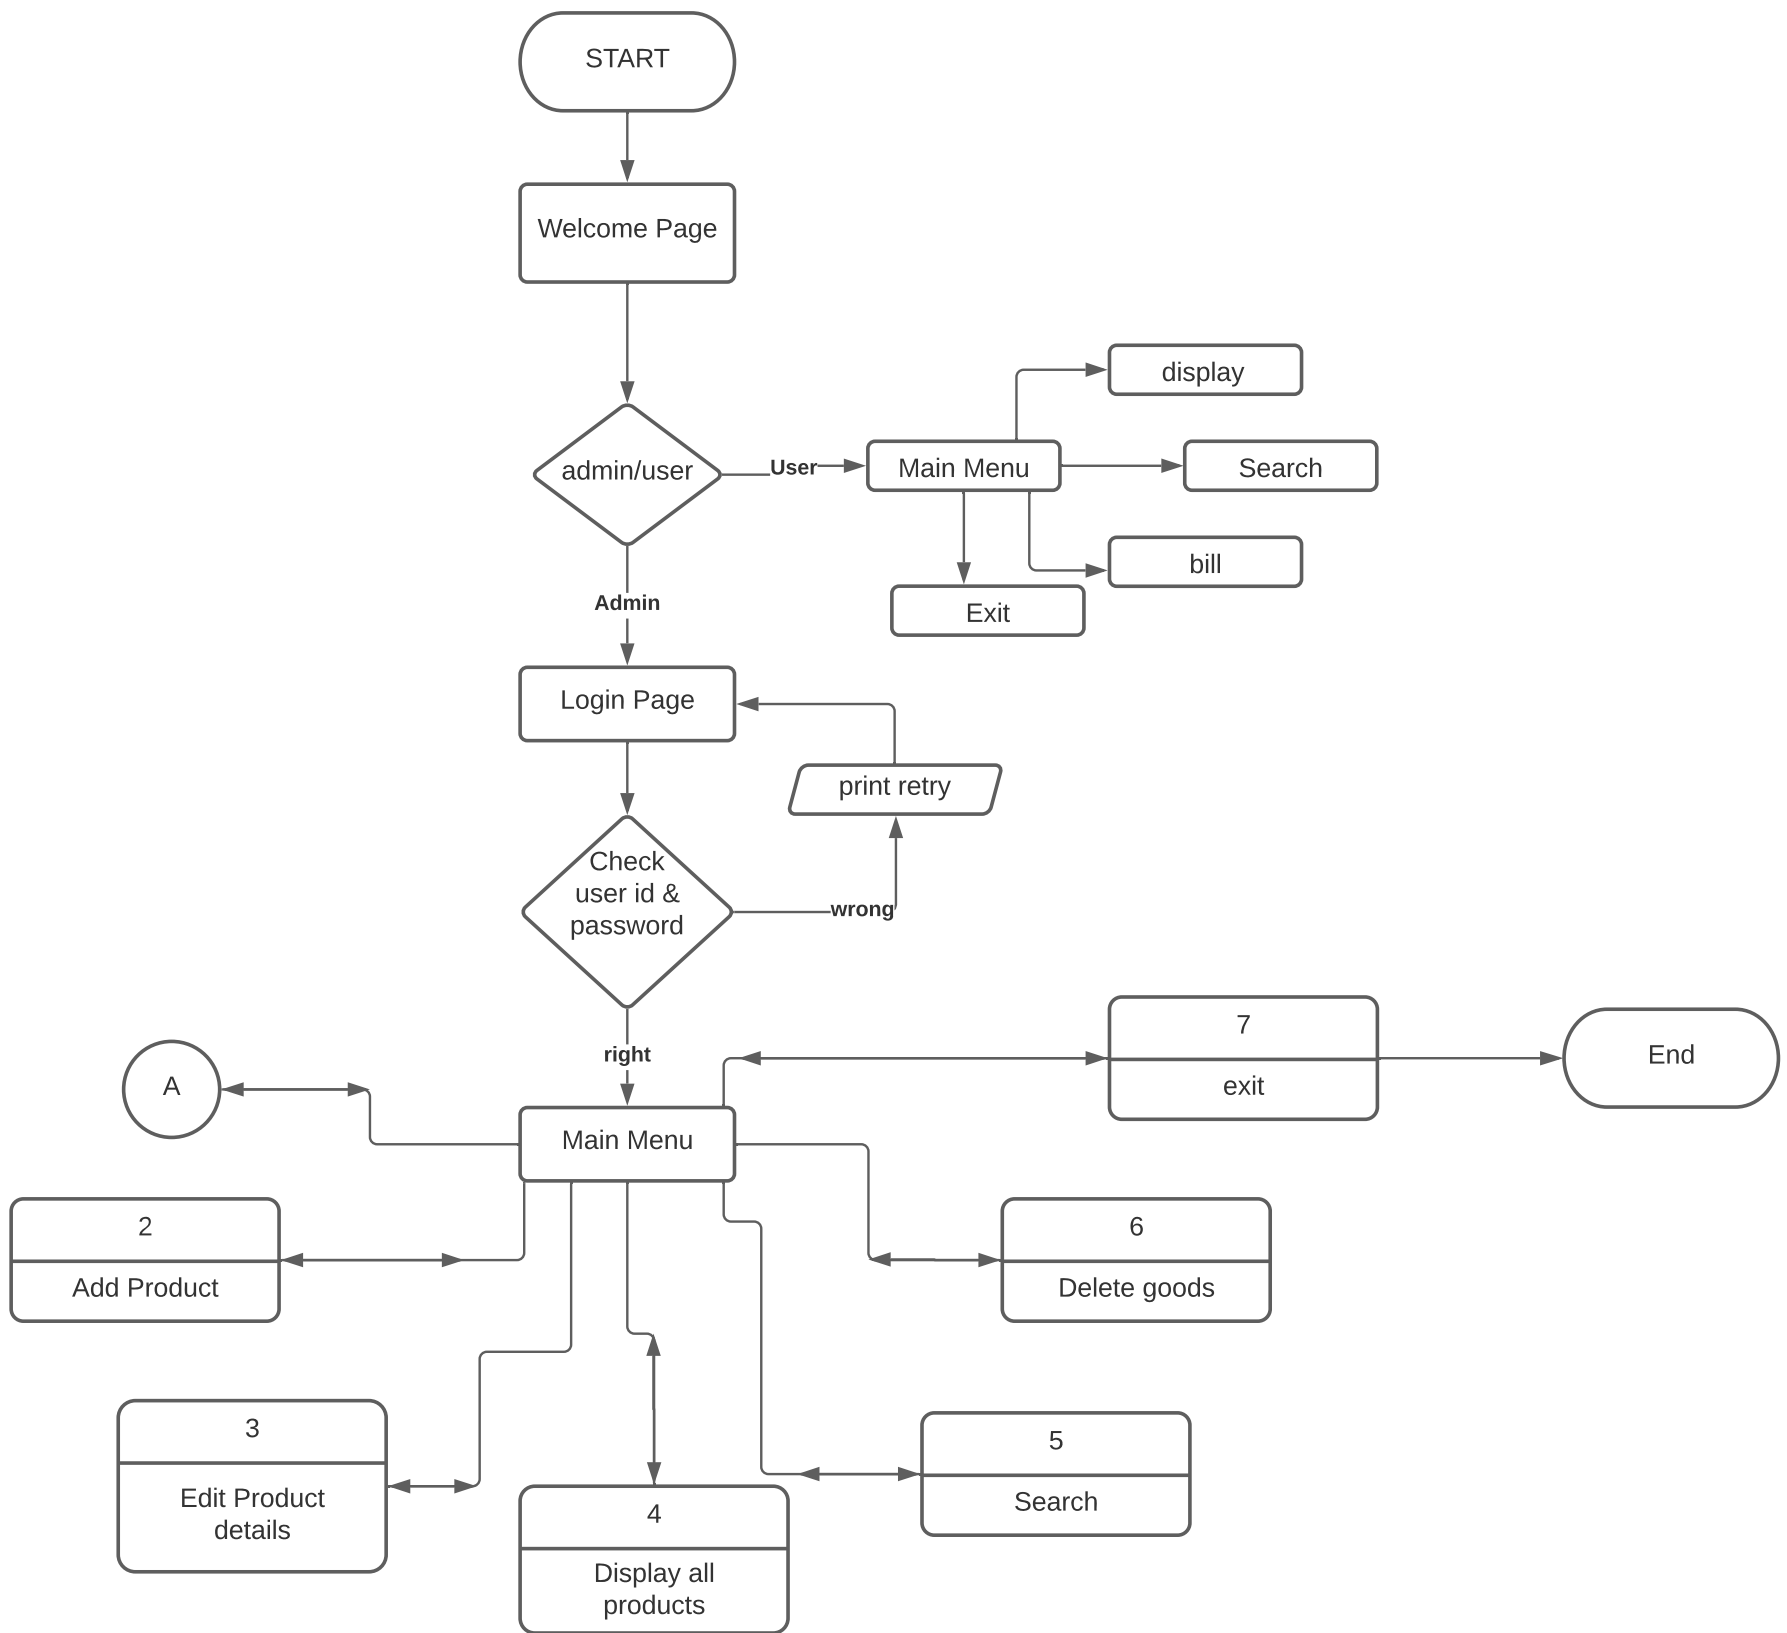 START
Welcome Page
display
admin/user
User
Main Menu
Search
bill
Admin
Exit
Login Page
print retry
Check
user id &
password
wrong
7
exit
End
right
A
Main Menu
2
Add Product
6
Delete goods
3
Edit Product
details
5
Search
4
Display all
products